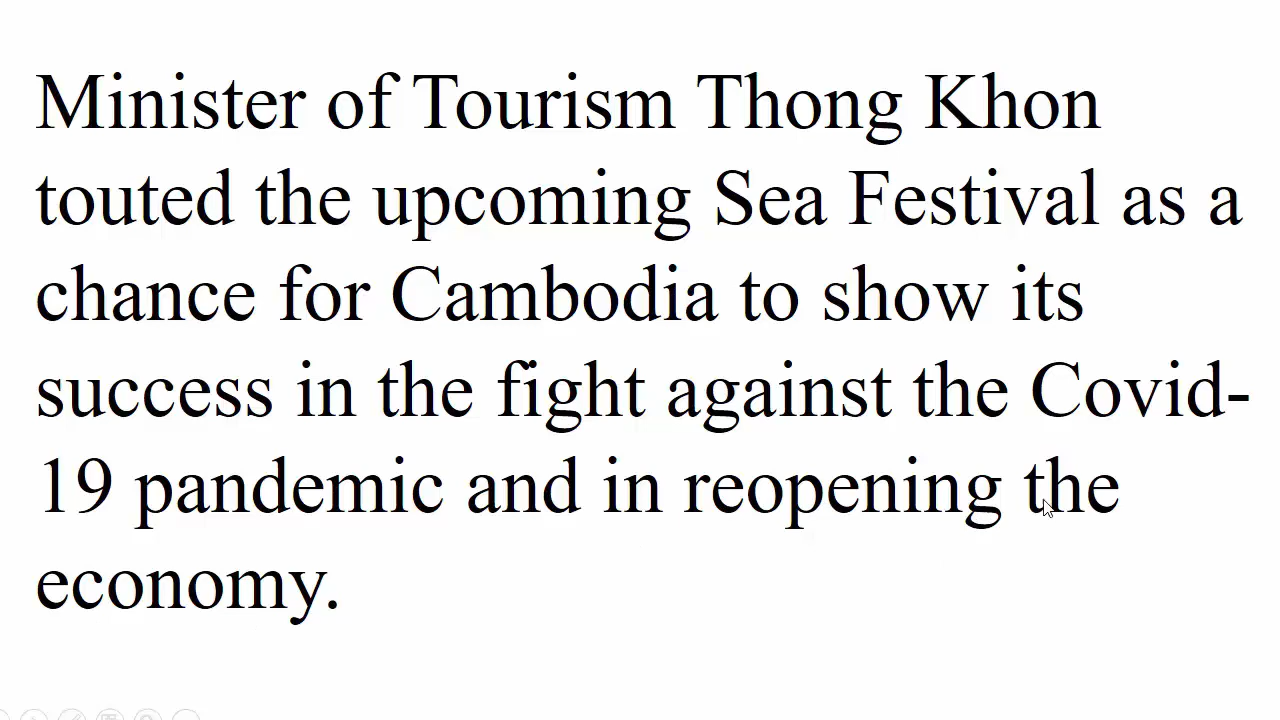 Minister of Tourism Thong Khon
touted the upcoming Sea Festival as a
chance for Cambodia to show its
success in the fight against the Covid-
19 pandemic and in reopening the
economy.